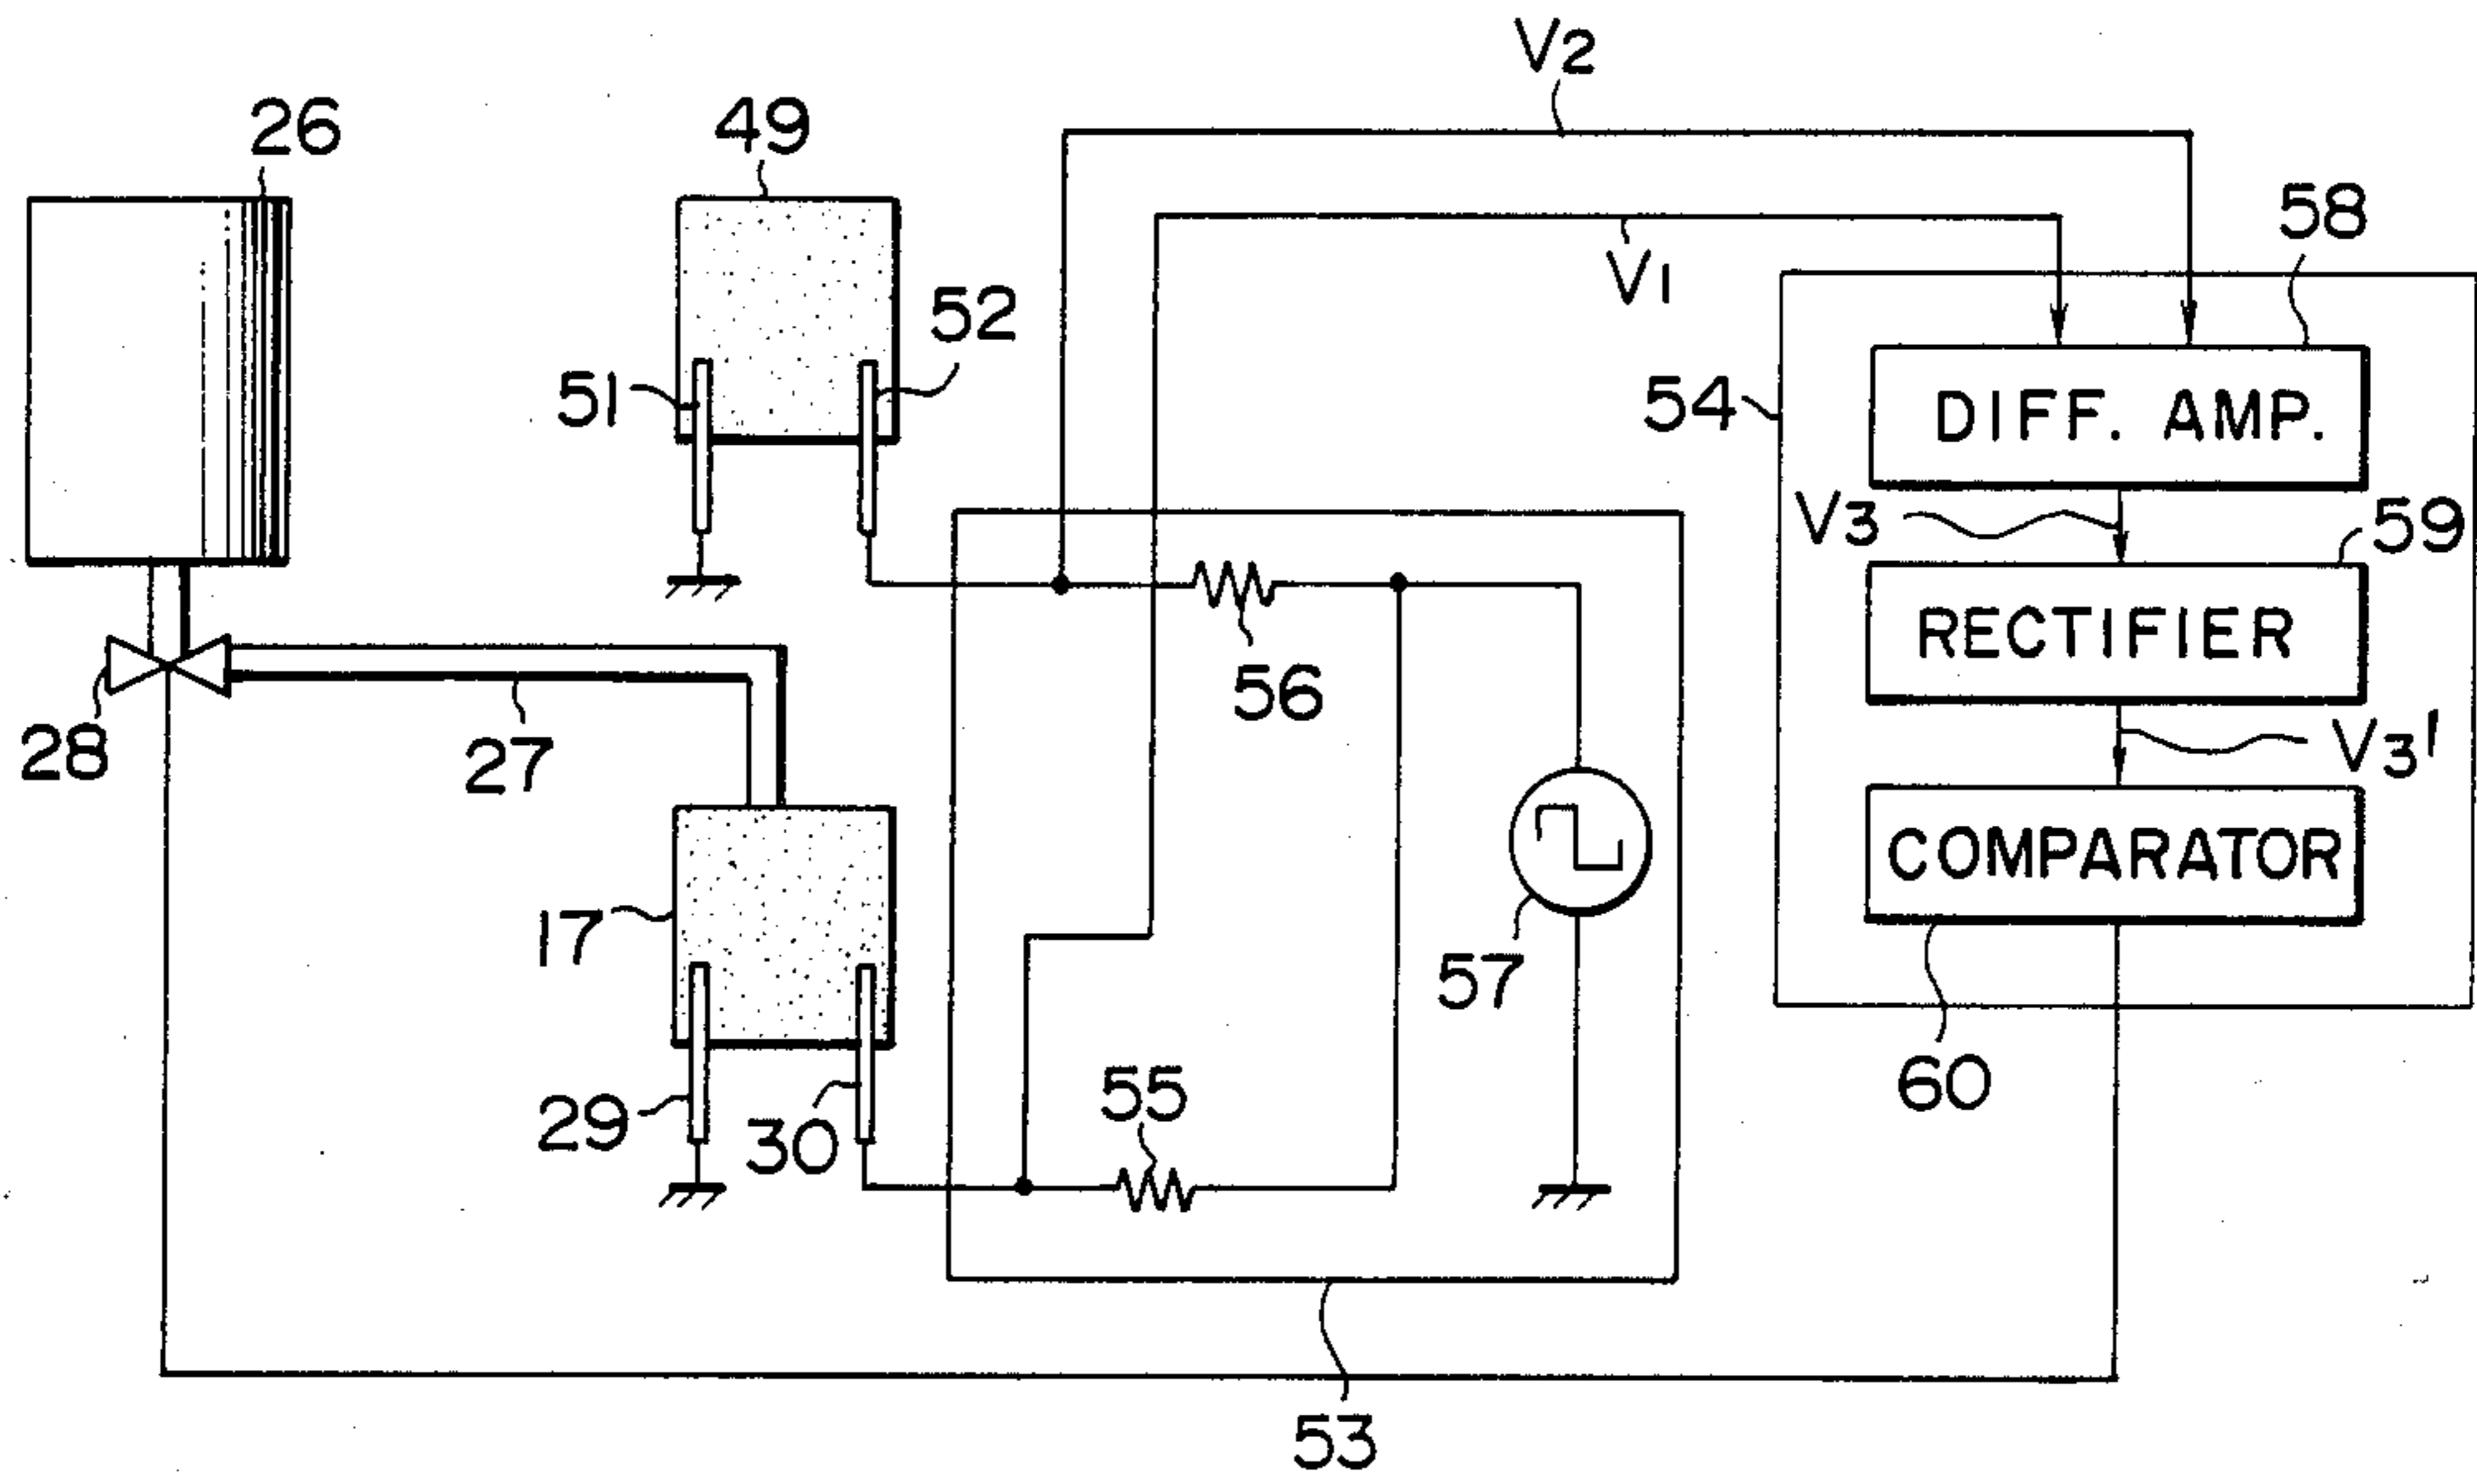 V2
26
49
58
V1
52
51
54
DIFF. AMP.
V3
59
RECTIFIER
56
28
27
V3'
COMPARATOR
17
57
55
60
29
30
53